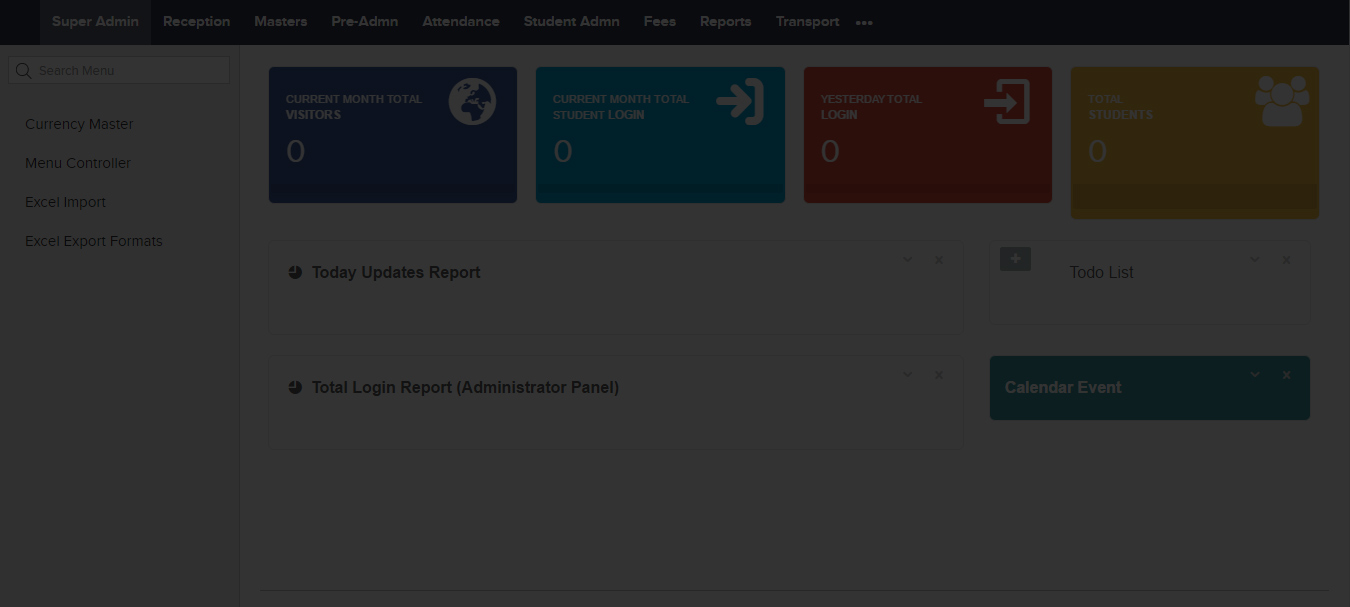 Super Admin Reception Masters Pre-Admn Attendance Student Admn Fees Reports Transport •••
Search Menu
Currency Master
Menu Controller
Excel Import
Excel Export Formats
CURRENT MONTH TOTAL
VISITORS
0
CURRENT MONTH TOTAL
STUDENT LOGIN
0
YESTERDAY TOTAL
LOGIN
0
TOTAL
STUDENTS
0
Today Updates Report
Todo List
Total Login Report (Administrator Panel)
Calendar Event